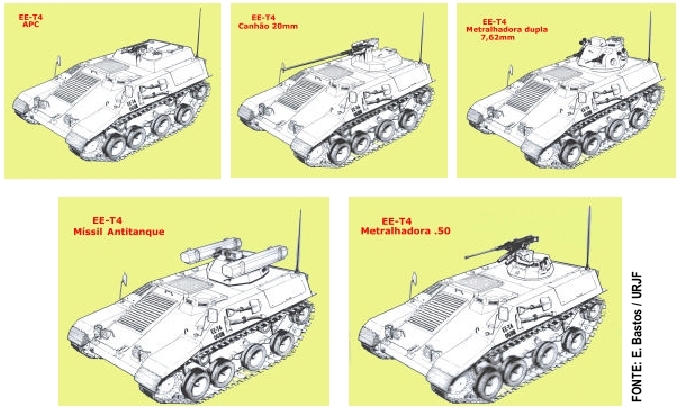 EE-T4
APC
EE-T4
Canhão 20mm
EE-T4
Metralhadora dupla
7,62mm
EE-T4
Míssil Antitanque
EE-T4
Metralhadora .50
FONTE: E. Bastos / URJF